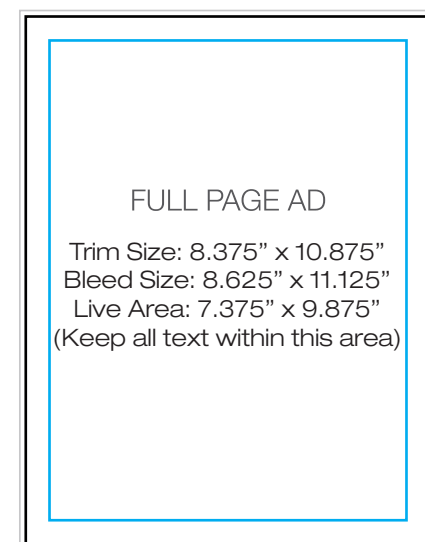 FULL PAGE AD
Trim Size: 8.375” x 10.875”
Bleed Size: 8.625” x 11.125”
Live Area: 7.375” x 9.875”
(Keep all text within this area)